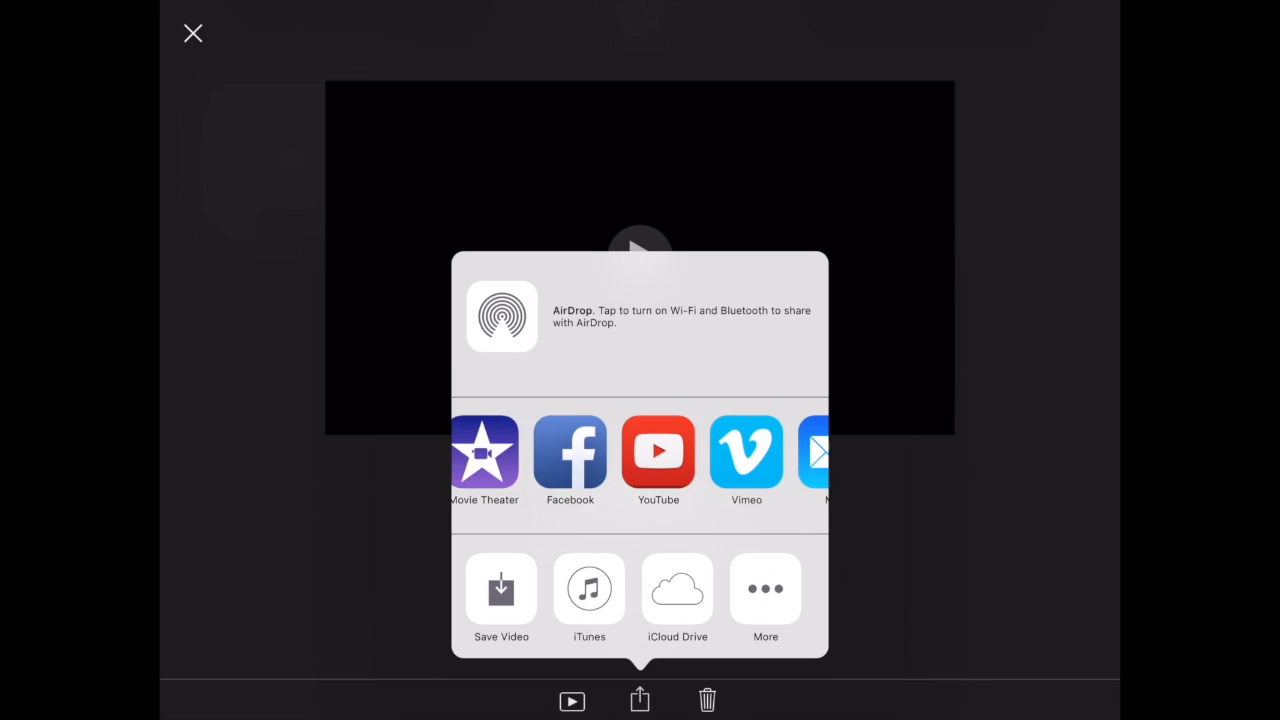 AirDrop. Tap to turn on Wi-Fi and Bluetooth to share
with AirDrop.
Movie Theater Facebook YouTube Vimeo
Save Video iTunes iCloud Drive More